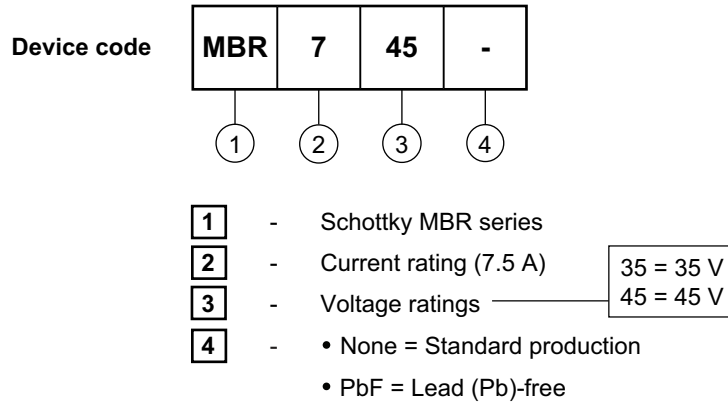 Device code MBR 7 45 -
1 2 3 4
1 - Schottky MBR series
2 - Current rating (7.5 A)
35 = 35 V
3 - Voltage ratings
45 = 45 V
4 - • None = Standard production
• PbF = Lead (Pb)-free